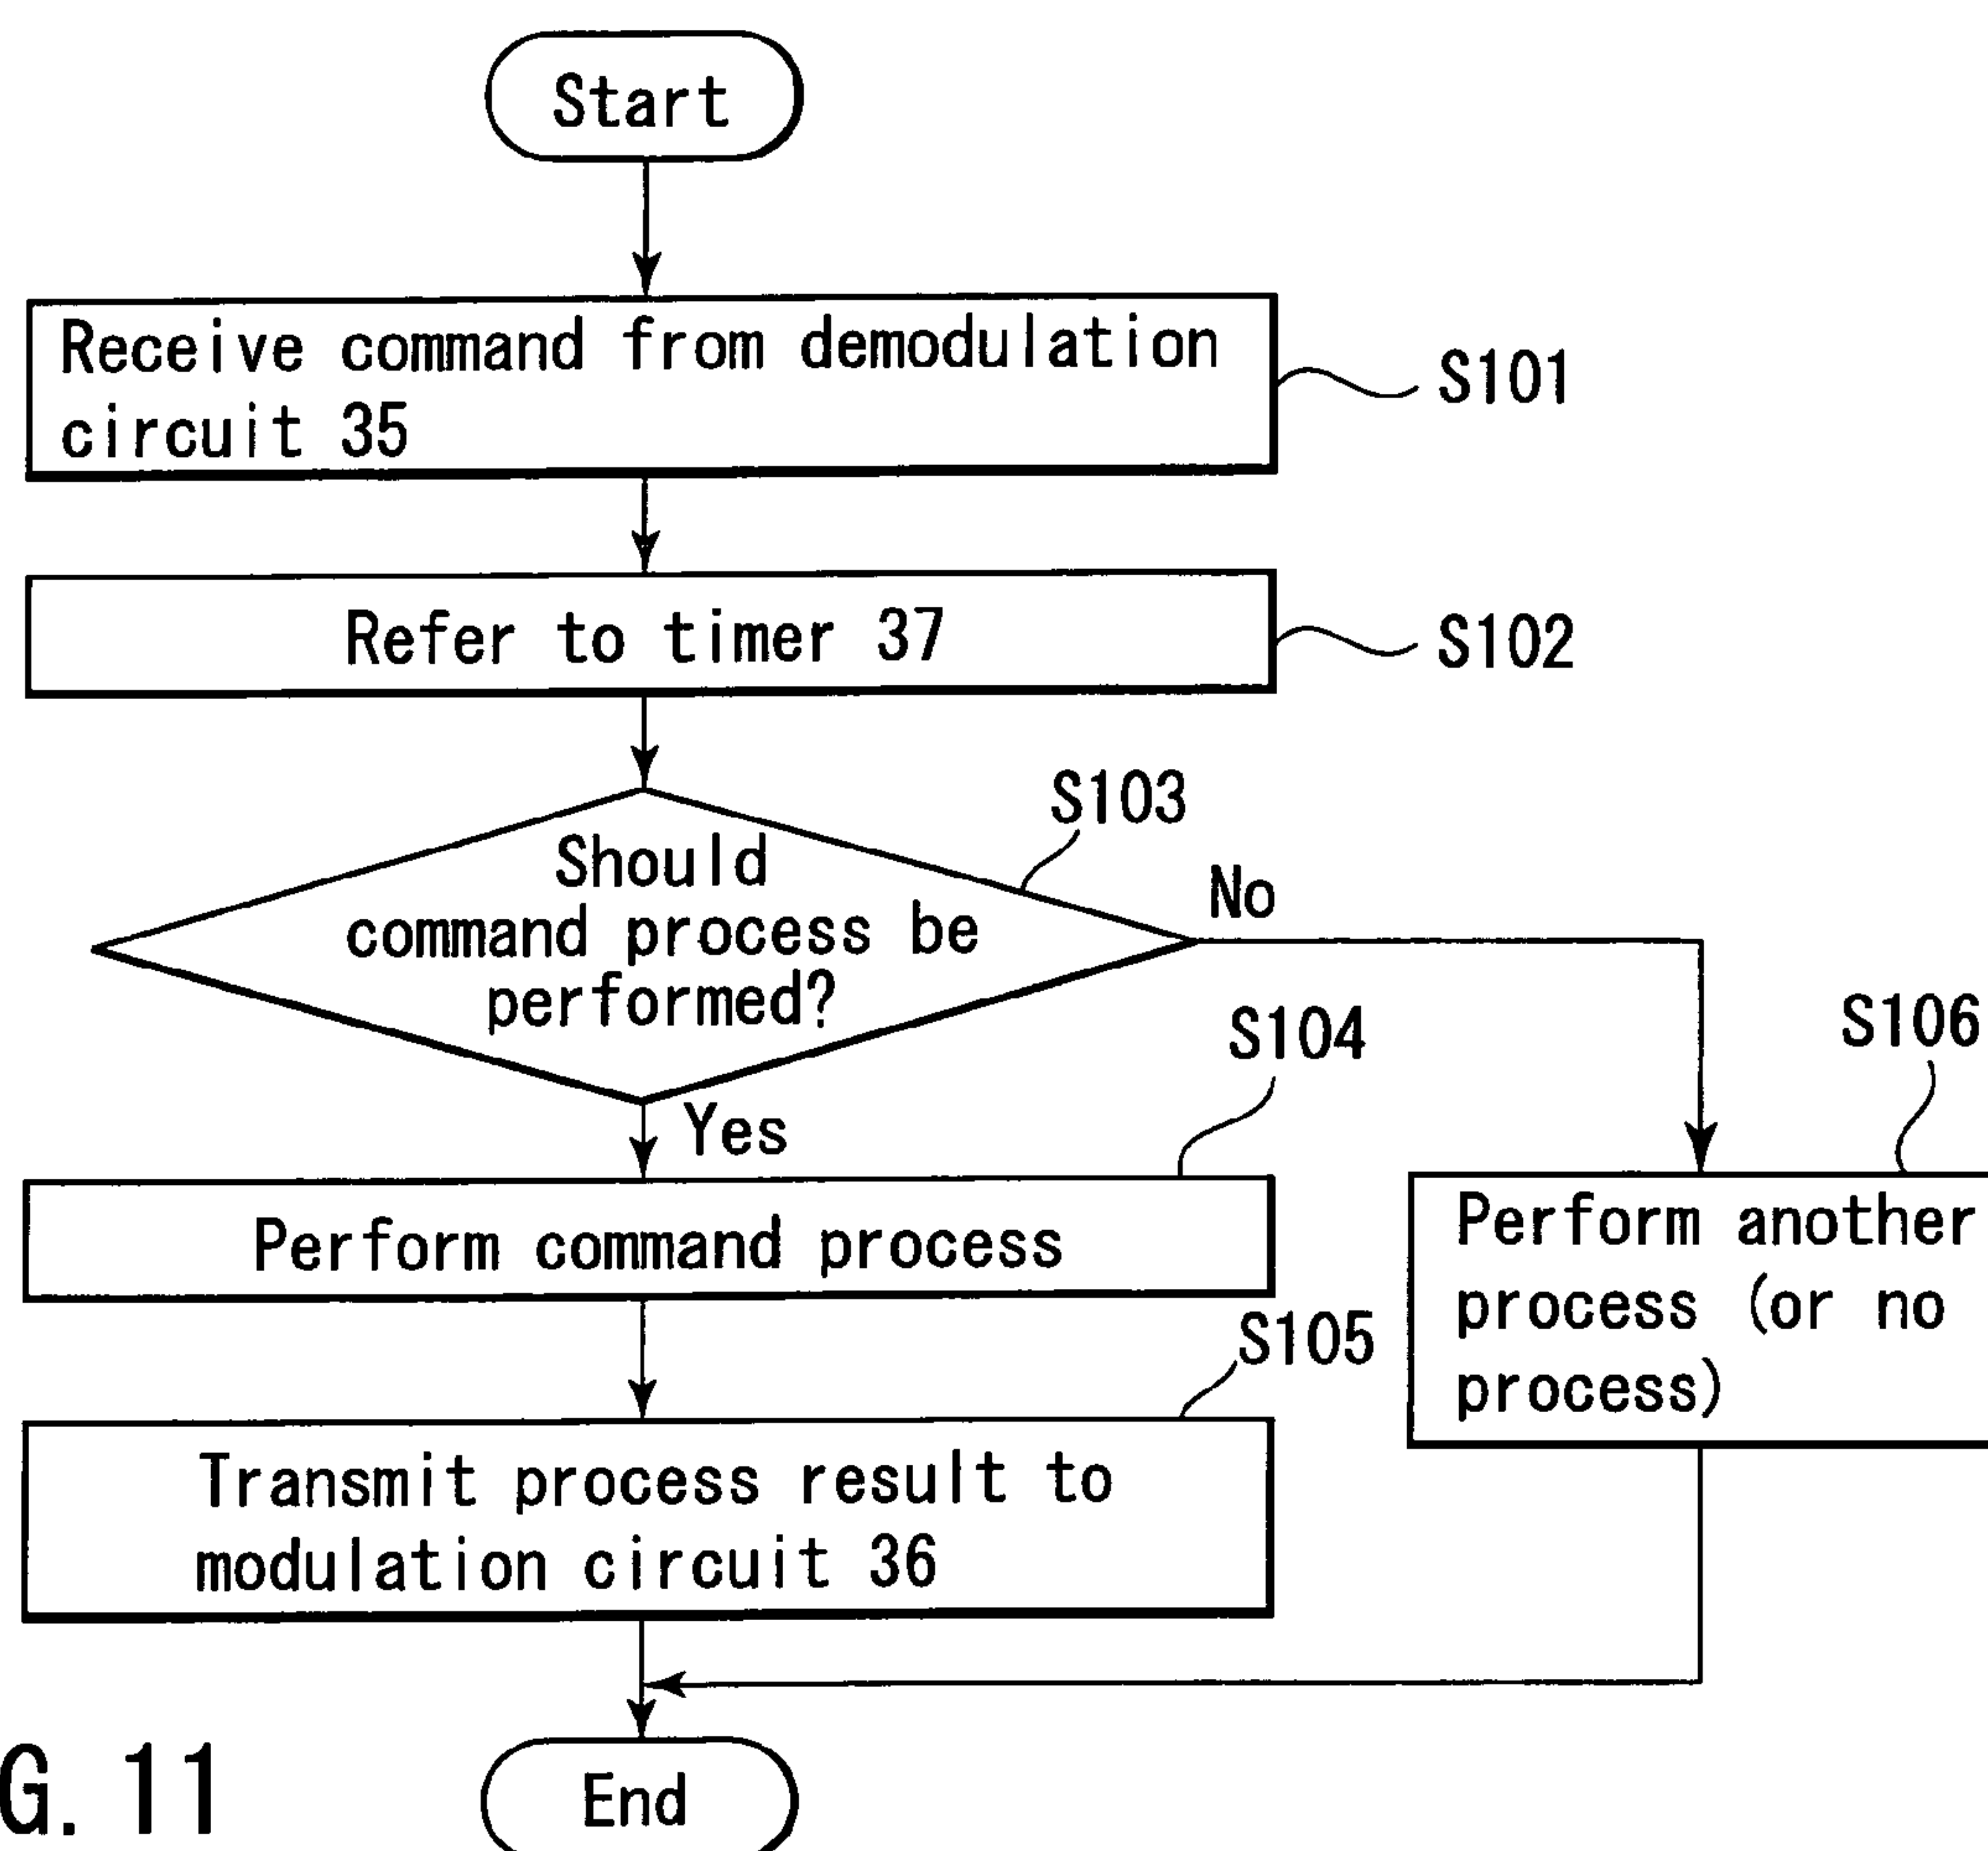 Start
Receive command from demodulation
circuit 35
S101
Refer to timer 37
S102
S103
Should
command process be
performed?
No
Yes
S104
Perform command process
S106
Perform another
process (or no
process)
S105
Transmit process result to
modulation circuit 36
End
G. 11